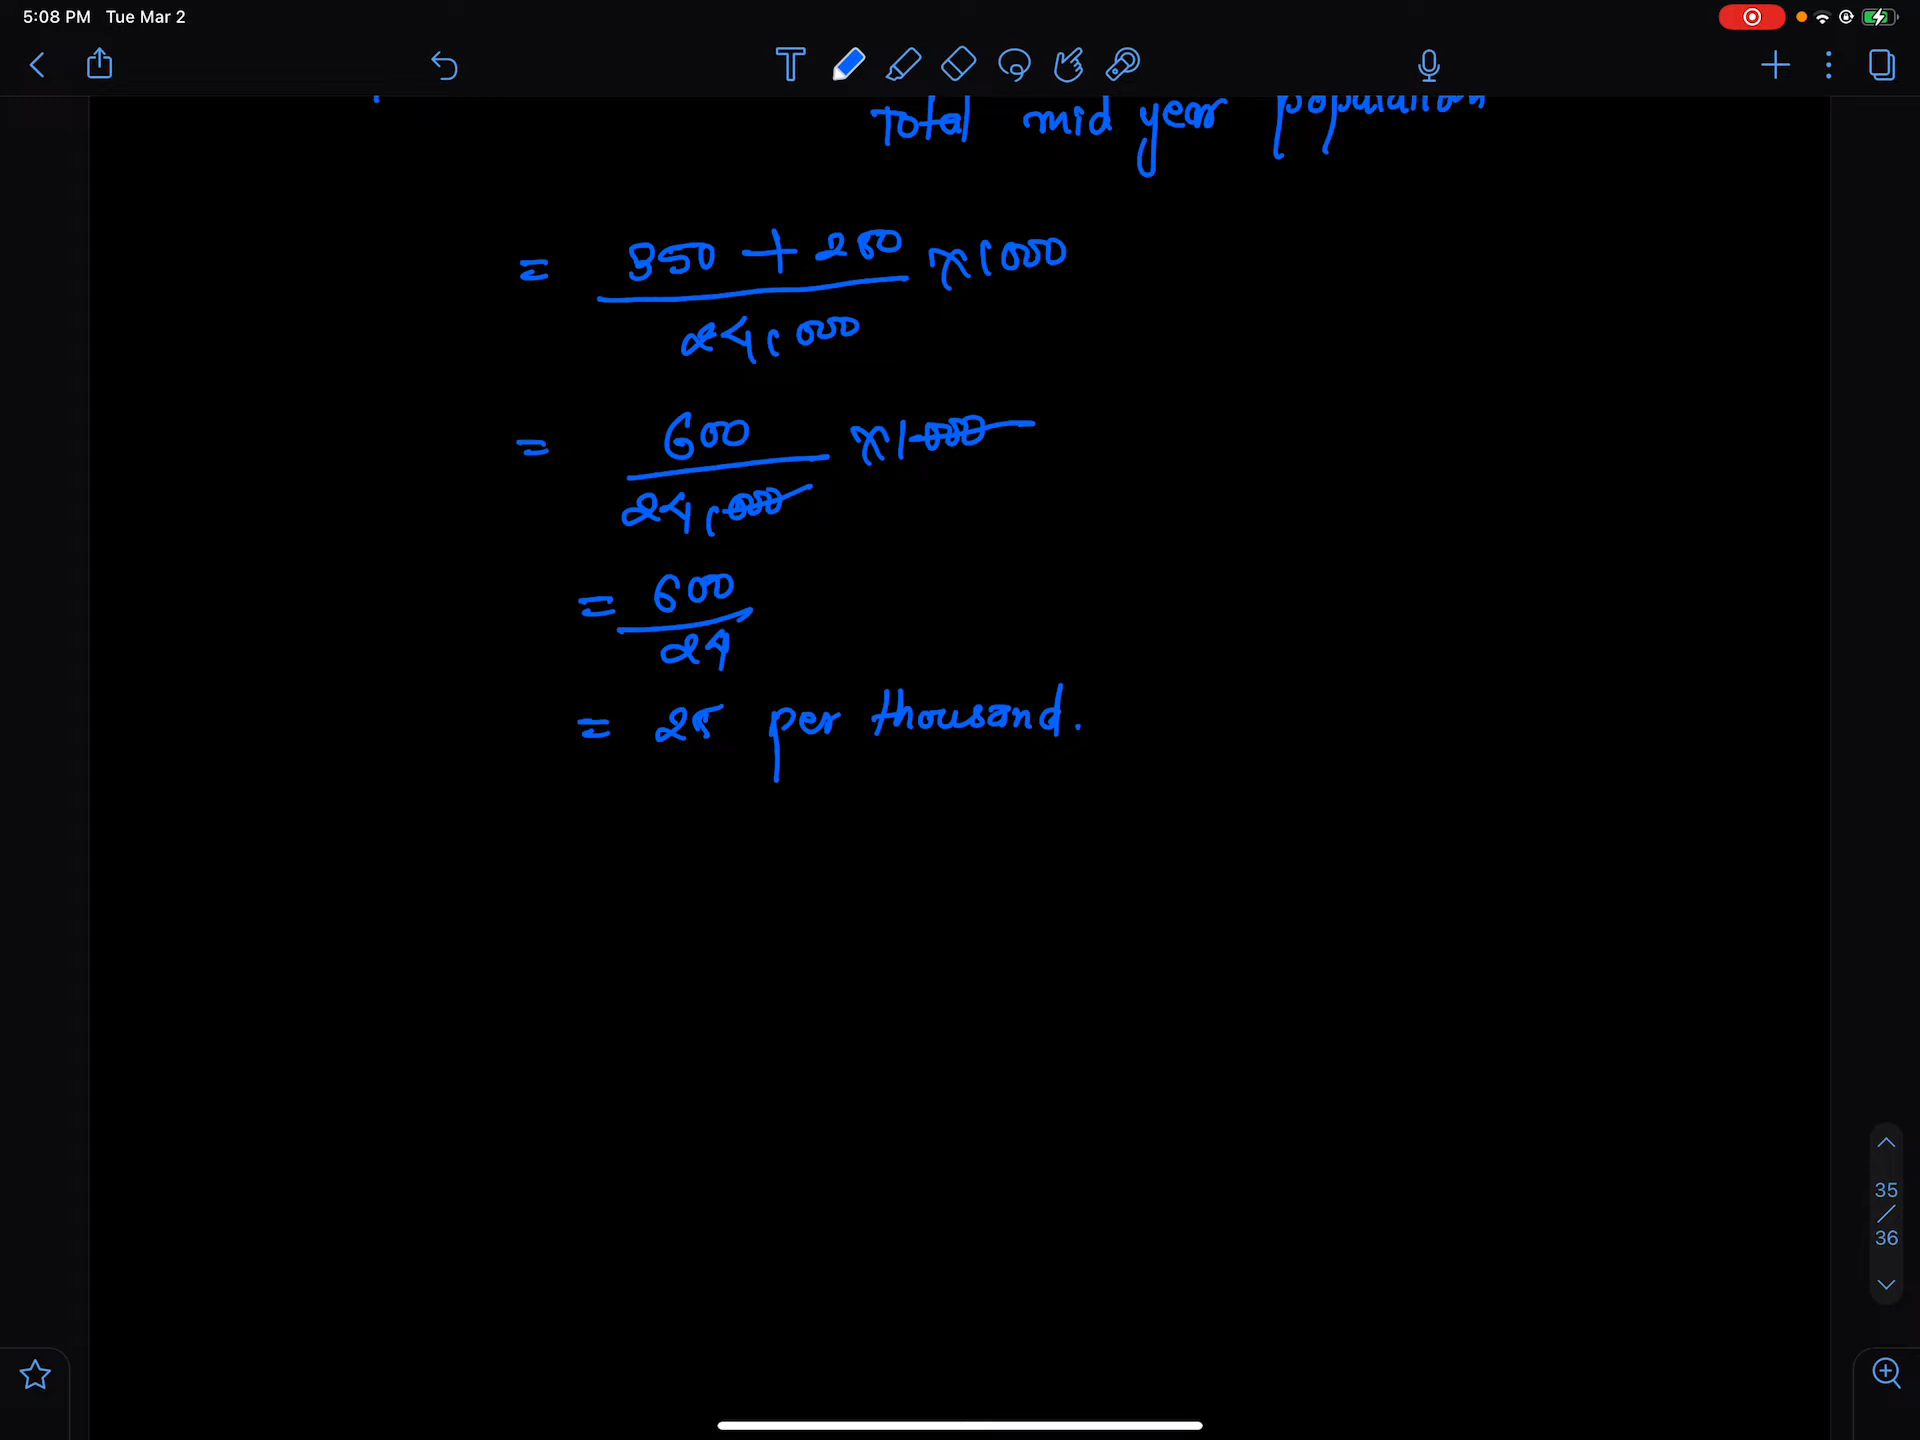 5:08 PM Tue Mar 2
Total mid year population
= 350 + 250 × 1000
24,000
= 600 × 1000
24,000
= 600
24
= 25 per thousand.
35
/
36